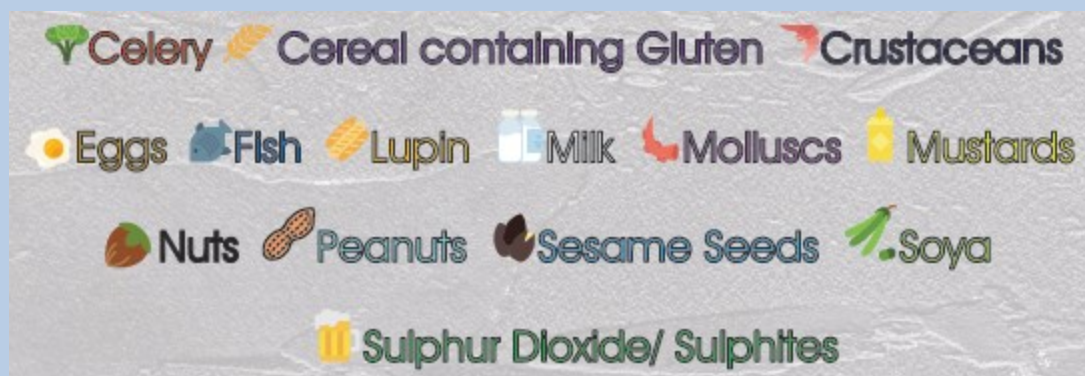 Celery Cereal containing Gluten Crustaceans
Eggs Fish Lupin Milk Molluscs Mustards
Nuts Peanuts Sesame Seeds Soya
Sulphur Dioxide/ Sulphites